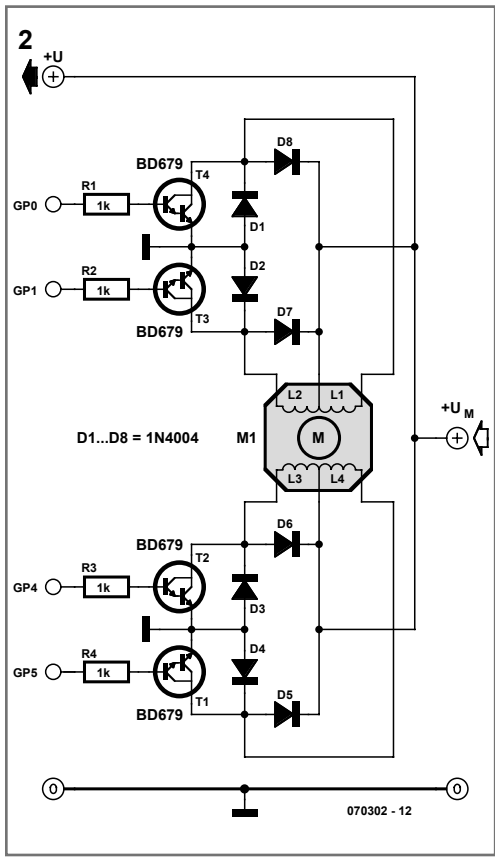 2
+U
BD679
T4
R1
1k
GP0
D8
D1
R2
1k
GP1
T3
BD679
D2
D7
D1...D8 = 1N4004
M1
L2
L1
M
L3
L4
+UM
BD679
T2
R3
1k
GP4
D6
D3
R4
1k
GP5
T1
BD679
D4
D5
0
0
070302 - 12